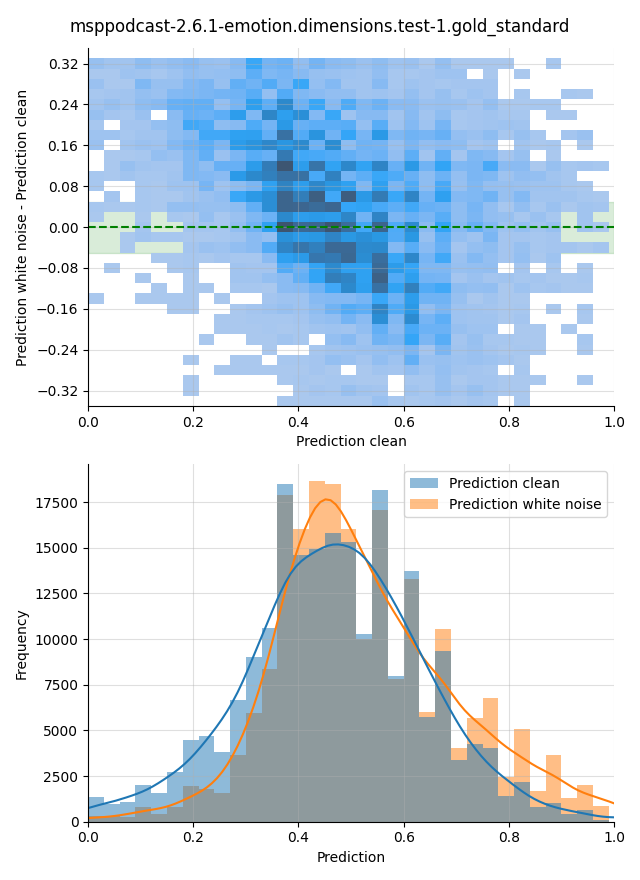 msppodcast-2.6.1-emotion.dimensions.test-1.gold_standard
Prediction white noise - Prediction clean
0.32
0.24
0.16
0.08
0.00
−0.08
−0.16
−0.24
−0.32
0.0 0.2 0.4 0.6 0.8 1.0
Prediction clean
Prediction clean
Prediction white noise
Frequency
17500
15000
12500
10000
7500
5000
2500
0
0.0 0.2 0.4 0.6 0.8 1.0
Prediction